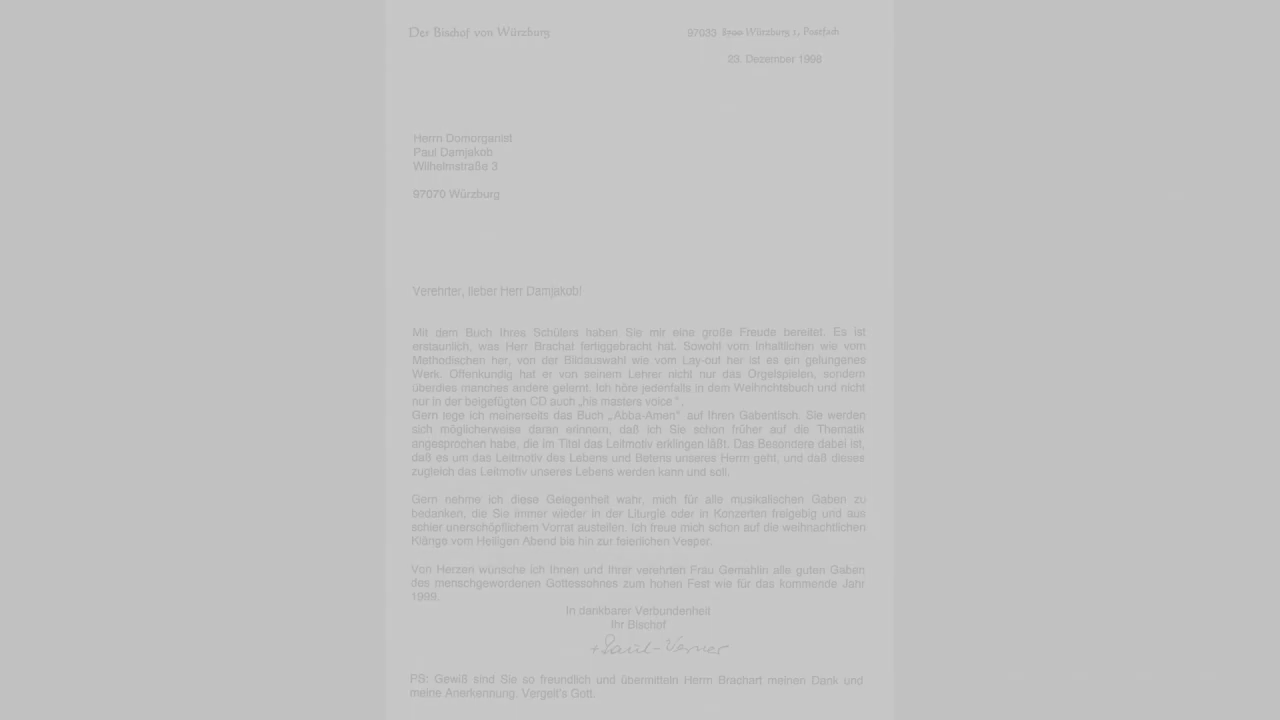 Der Bischof von Würzburg
97033 8700 Würzburg 1, Postfach
23. Dezember 1998
Herrn Domorganist
Paul Damjakob
Wilhelmstraße 3
97070 Würzburg
Verehrter, lieber Herr Damjakob!
Mit dem Buch Ihres Schülers haben Sie mir eine große Freude bereitet. Es ist
erstaunlich, was Herr Brachat fertiggebracht hat. Sowohl vom Inhaltlichen wie vom
Methodischen her, von der Bildauswahl wie vom Lay-out her ist es ein gelungenes
Werk. Offenkundig hat er von seinem Lehrer nicht nur das Orgelspielen, sondern
überdies manches andere gelernt. Ich höre jedenfalls in dem Weihnchtsbuch und nicht
nur in der beigefügten CD auch „his masters voice".
Gern lege ich meinerseits das Buch „Abba-Amen" auf Ihren Gabentisch. Sie werden
sich möglicherweise daran erinnern, daß ich Sie schon früher auf die Thematik
angesprochen habe, die im Titel das Leitmotiv erklingen läßt. Das Besondere dabei ist,
daß es um das Leitmotiv des Lebens und Betens unseres Herrn geht, und daß dieses
zugleich das Leitmotiv unseres Lebens werden kann und soll.
Gern nehme ich diese Gelegenheit wahr, mich für alle musikalischen Gaben zu
bedanken, die Sie immer wieder in der Liturgie oder in Konzerten freigebig und aus
schier unerschöpflichem Vorrat austeilen. Ich freue mich schon auf die weihnachtlichen
Klänge vom Heiligen Abend bis hin zur feierlichen Vesper.
Von Herzen wünsche ich Ihnen und Ihrer verehrten Frau Gemahlin alle guten Gaben
des menschgewordenen Gottessohnes zum hohen Fest wie für das kommende Jahr
1999.
In dankbarer Verbundenheit
Ihr Bischof
+ Paul-Werner
PS: Gewiß sind Sie so freundlich und übermitteln Herrn Brachart meinen Dank und
meine Anerkennung. Vergelt's Gott.